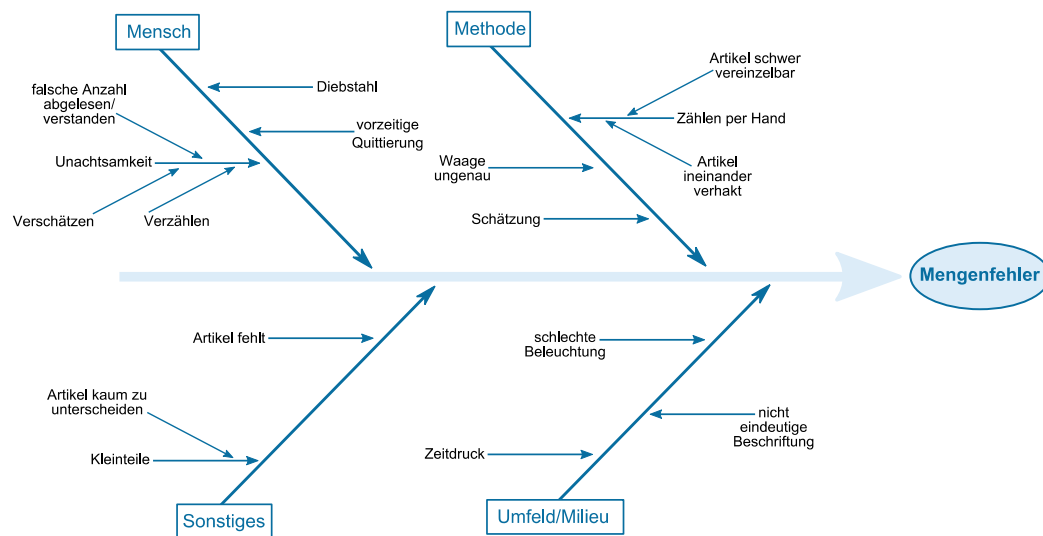 Mensch
Methode
Diebstahl
falsche Anzahl
abgelesen/
verstanden
vorzeitige
Quittierung
Unachtsamkeit
Verschätzen
Verzählen
Artikel schwer
vereinzelbar
Zählen per Hand
Waage
ungenau
Artikel
ineinander
verhakt
Schätzung
Mengenfehler
Artikel fehlt
Artikel kaum zu
unterscheiden
Kleinteile
Sonstiges
schlechte
Beleuchtung
nicht
eindeutige
Beschriftung
Zeitdruck
Umfeld/Milieu